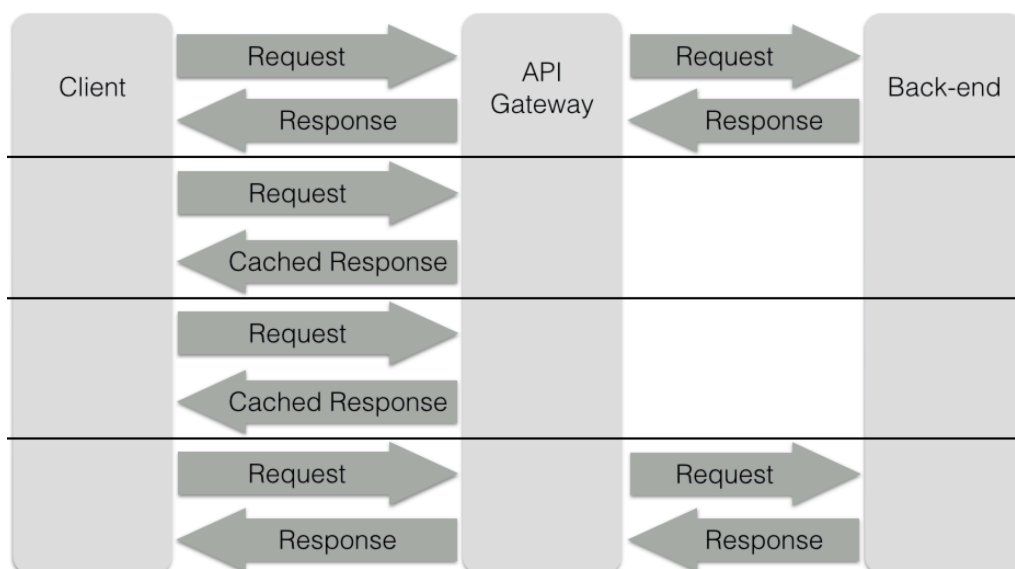 Client
Request
API
Gateway
Request
Back-end
Response
Response
Request
Cached Response
Request
Cached Response
Request
Request
Response
Response